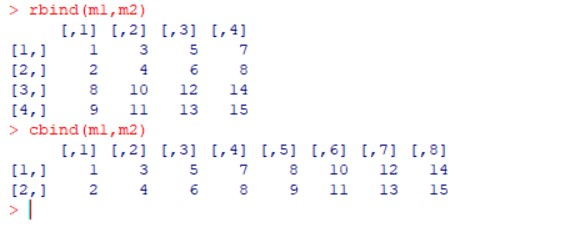 > rbind(m1,m2)
     [,1] [,2] [,3] [,4]
[1,]    1    3    5    7
[2,]    2    4    6    8
[3,]    8   10   12   14
[4,]    9   11   13   15
> cbind(m1,m2)
     [,1] [,2] [,3] [,4] [,5] [,6] [,7] [,8]
[1,]    1    3    5    7    8   10   12   14
[2,]    2    4    6    8    9   11   13   15
>